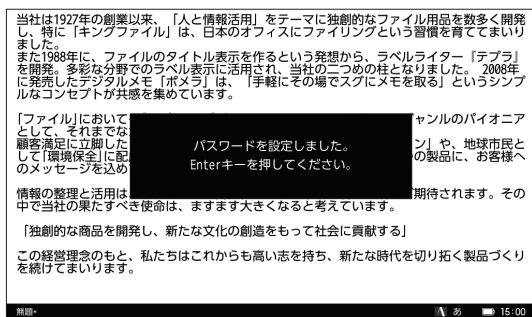 当社は1927年の創業以来、「人と情報活用」をテーマに独創的なファイル用品を数多く開発
し、特に「キングファイル」は、日本のオフィスにファイリングという習慣を育ててまいり
ました。
また1988年に、ファイルのタイトル表示を作るという発想から、ラベルライター『テプラ』
を開発。多彩な分野でのラベル表示に活用され、当社の二つめの柱となりました。 2008年
に発売したデジタルメモ「ポメラ」は、「手軽にその場でスグにメモを取る」というシンプ
ルなコンセプトが共感を集めています。
「ファイル」において
ャンルのパイオニア
として、それまでな
顧客満足に立脚した
ン」や、地球市民と
して「環境保全」に配
の製品に、お客様へ
のメッセージを込め
パスワードを設定しました。
Enterキーを押してください。
情報の整理と活用は
期待されます。その
中で当社の果たすべき使命は、ますます大きくなると考えています。
「独創的な商品を開発し、新たな文化の創造をもって社会に貢献する」
この経営理念のもと、私たちはこれからも高い志を持ち、新たな時代を切り拓く製品づくり
を続けてまいります。
無題*
A あ 15:00